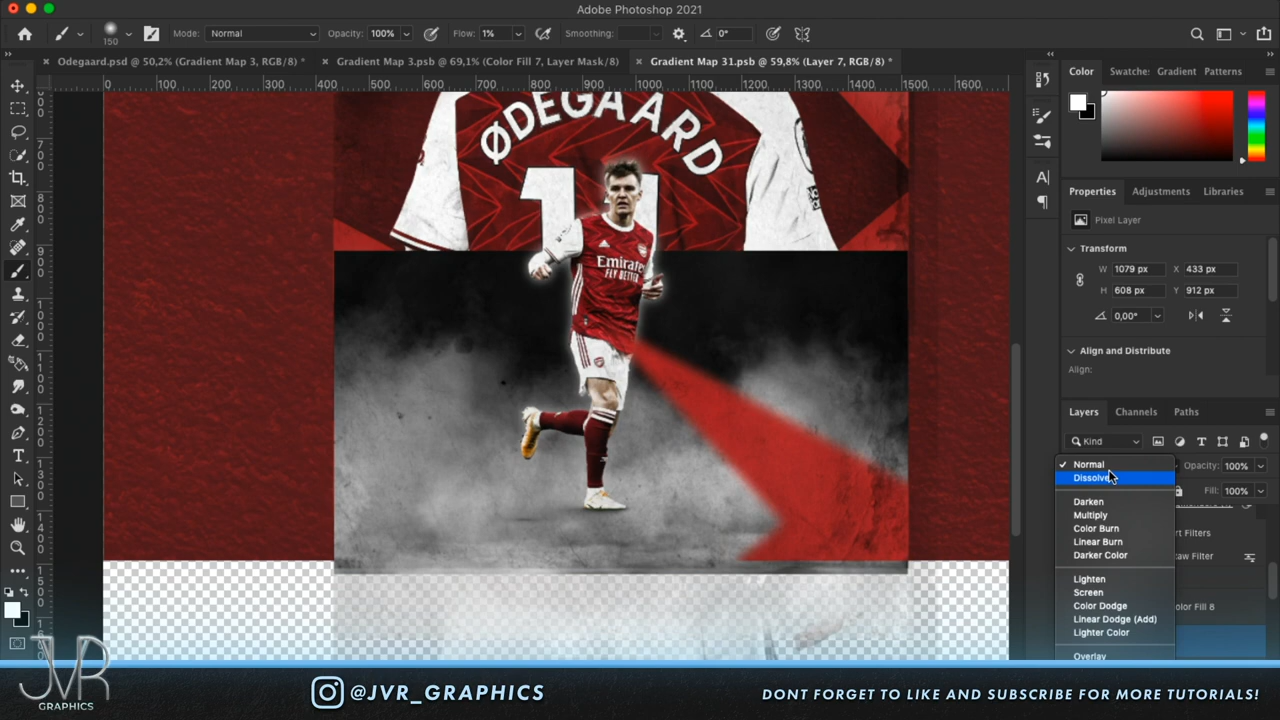 Adobe Photoshop 2021
150 Mode: Normal Opacity: 100% Flow: 1% Smoothing: 0°
Odegaard.psd @ 50,2% (Gradient Map 3, RGB/8) * Gradient Map 3.psb @ 69,1% (Color Fill 7, Layer Mask/8) Gradient Map 31.psb @ 59,8% (Layer 7, RGB/8) *
0 100 200 300 400 500 600 700 800 900 1000 1100 1200 1300 1400 1500 1600
Color Swatche: Gradient Patterns
ØDEGAARD
11
Emirates
FLY BETTER
Properties Adjustments Libraries
Pixel Layer
Transform
W 1079 px X 433 px
H 608 px Y 912 px
0,00°
Align and Distribute
Align:
Layers Channels Paths
Kind
Normal
Opacity: 100%
Dissolve
Fill: 100%
Darken
Multiply
Color Burn
Linear Burn
Darker Color
Lighten
Screen
Color Dodge
Linear Dodge (Add)
Lighter Color
Overlay
rt Filters
aw Filter
olor Fill 8
JVR
GRAPHICS
@JVR_GRAPHICS
DONT FORGET TO LIKE AND SUBSCRIBE FOR MORE TUTORIALS!